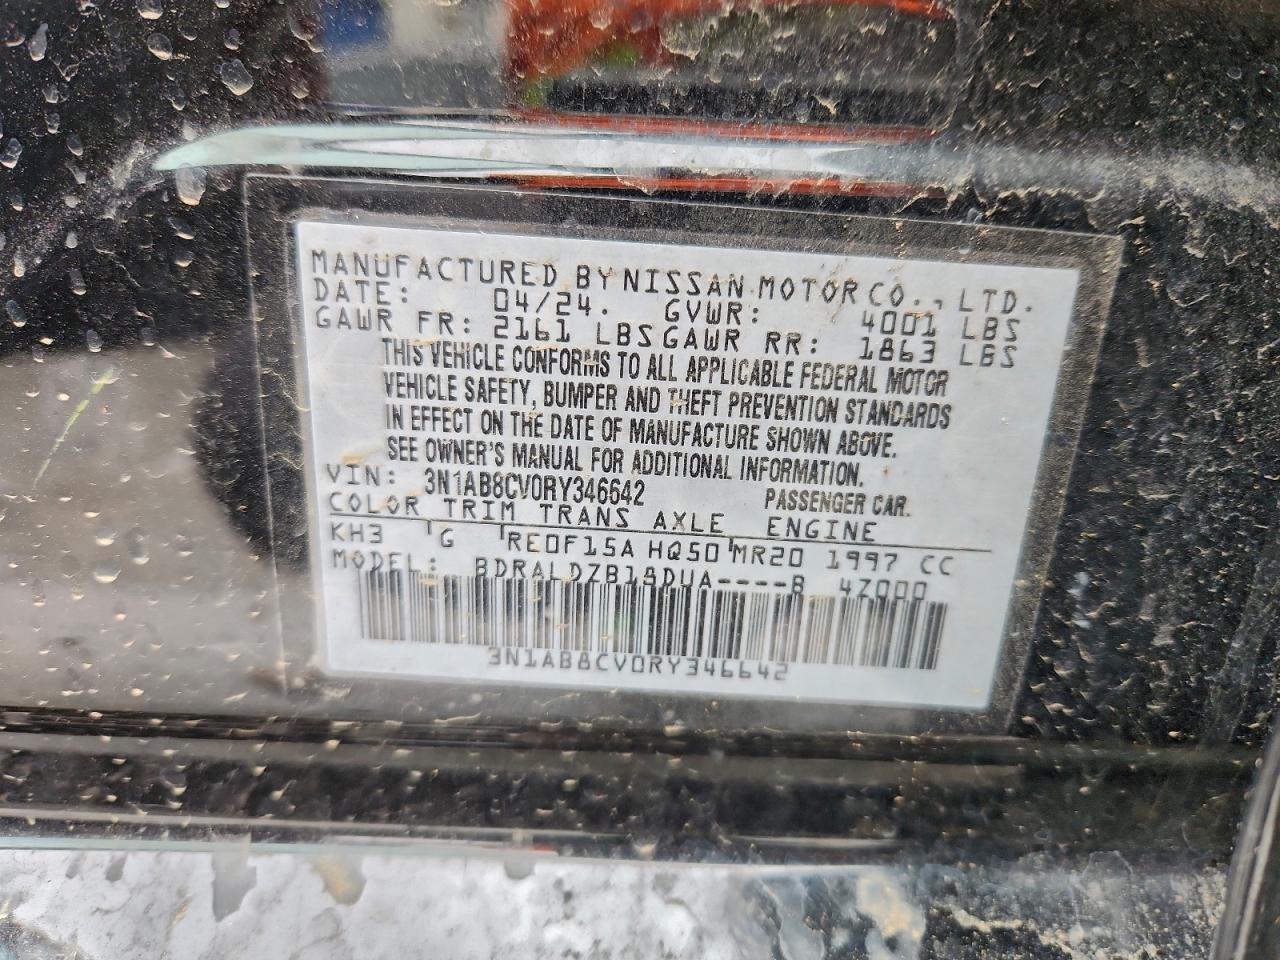 MANUFACTURED BY NISSAN MOTOR CO., LTD.
DATE: 04/24. GVWR: 4001 LBS
GAWR FR: 2161 LBS GAWR RR: 1863 LBS
THIS VEHICLE CONFORMS TO ALL APPLICABLE FEDERAL MOTOR
VEHICLE SAFETY, BUMPER AND THEFT PREVENTION STANDARDS
IN EFFECT ON THE DATE OF MANUFACTURE SHOWN ABOVE.
SEE OWNER'S MANUAL FOR ADDITIONAL INFORMATION.
VIN: 3N1AB8CV0RY346642 PASSENGER CAR.
COLOR TRIM TRANS AXLE ENGINE
KH3 G RE0F15A HQ50 MR20 1997 CC
MODEL: BDRALDZB18DUA----B 4Z000
3N1AB8CV0RY346642